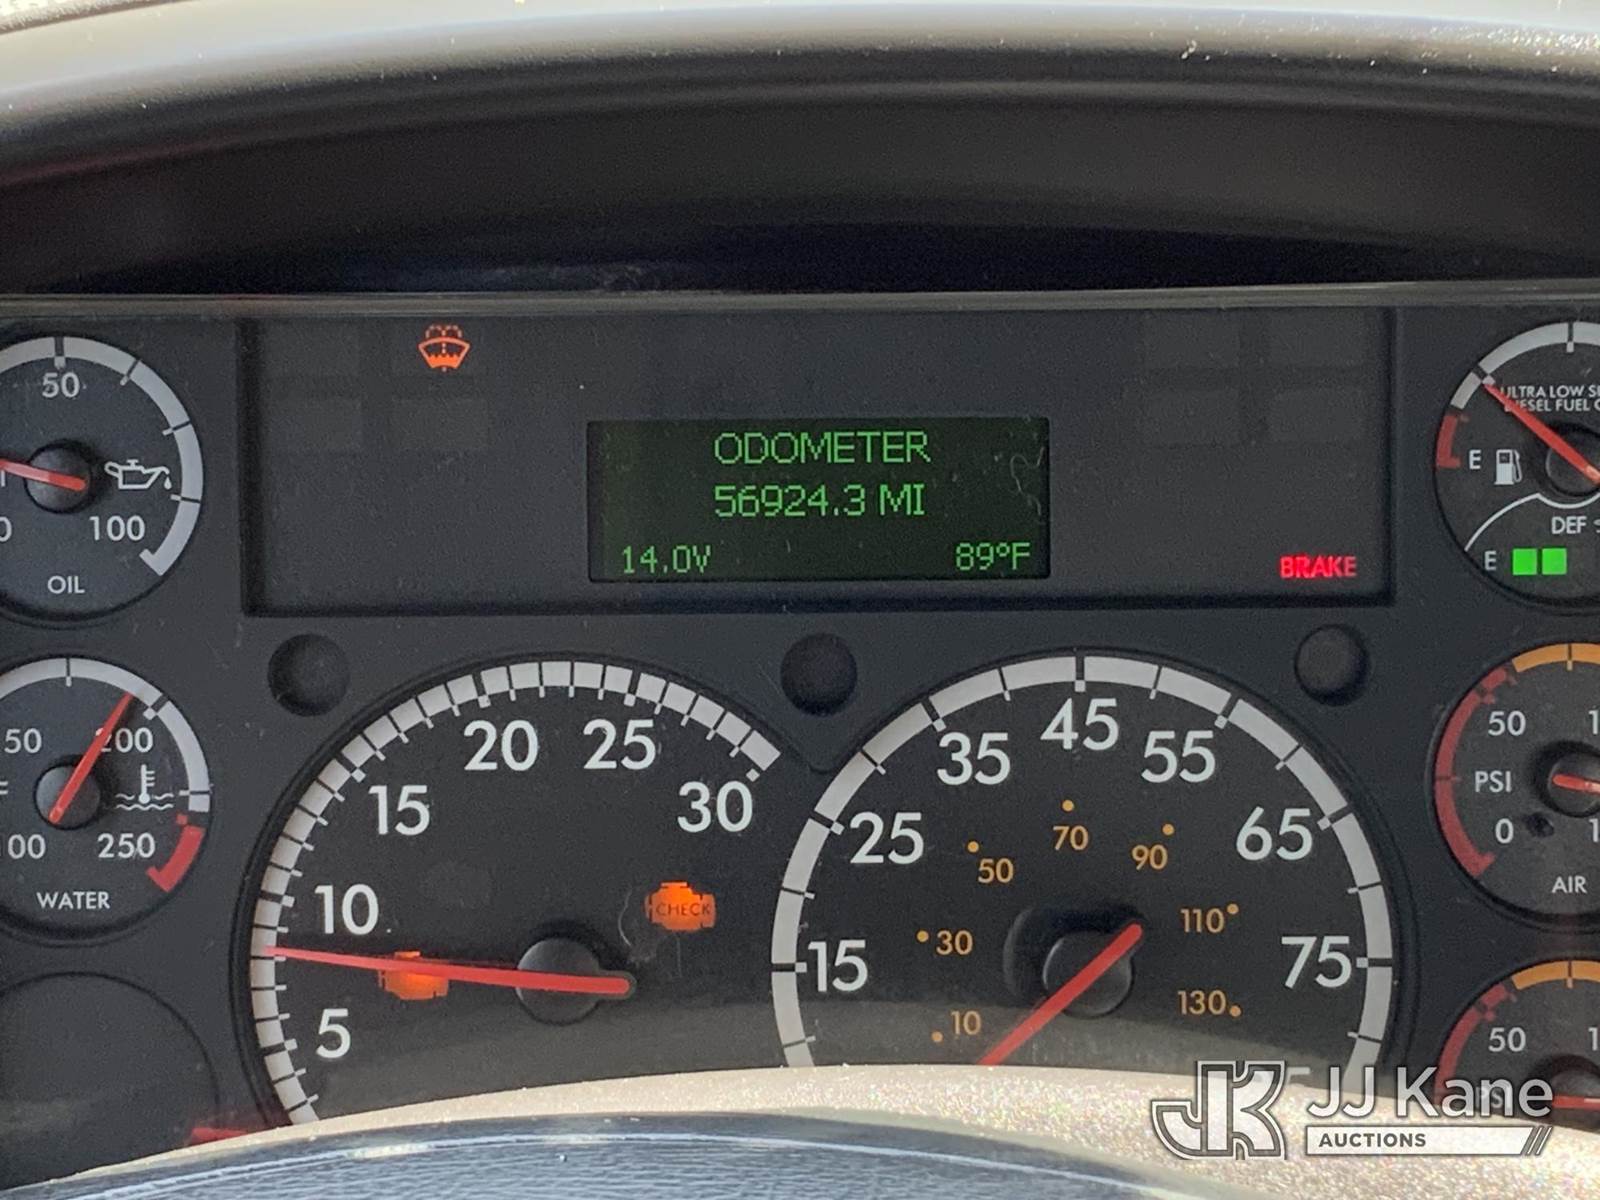 ODOMETER
56924.3 MI
14.0V 89°F
BRAKE
50
100
OIL
50 200
250
WATER
5 10 15 20 25 30
CHECK
15 25 35 45 55 65 75
10 30 50 70 90 110 130
ULTRA LOW
FUEL
E
DEF
E
50
PSI
0
AIR
50
JK JJ Kane
AUCTIONS